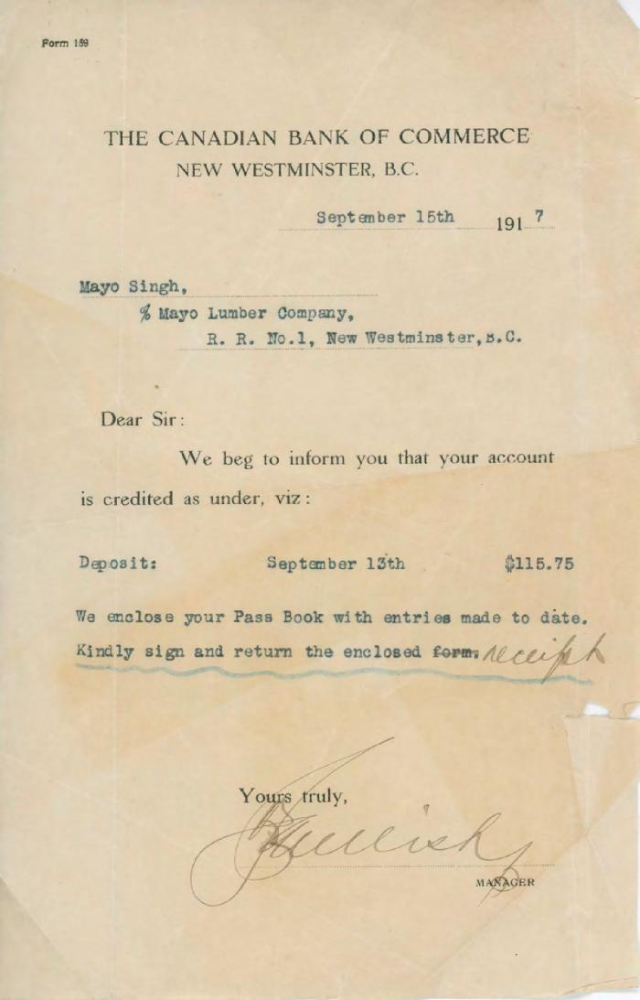 Form 159
THE CANADIAN BANK OF COMMERCE
NEW WESTMINSTER, B.C.
September 15th 1917
Mayo Singh,
℅ Mayo Lumber Company,
R. R. No.1, New Westminster, B.C.
Dear Sir:
We beg to inform you that your account
is credited as under, viz:
Deposit: September 13th $115.75
We enclose your Pass Book with entries made to date.
Kindly sign and return the enclosed form. receipt
Yours truly,
MANAGER